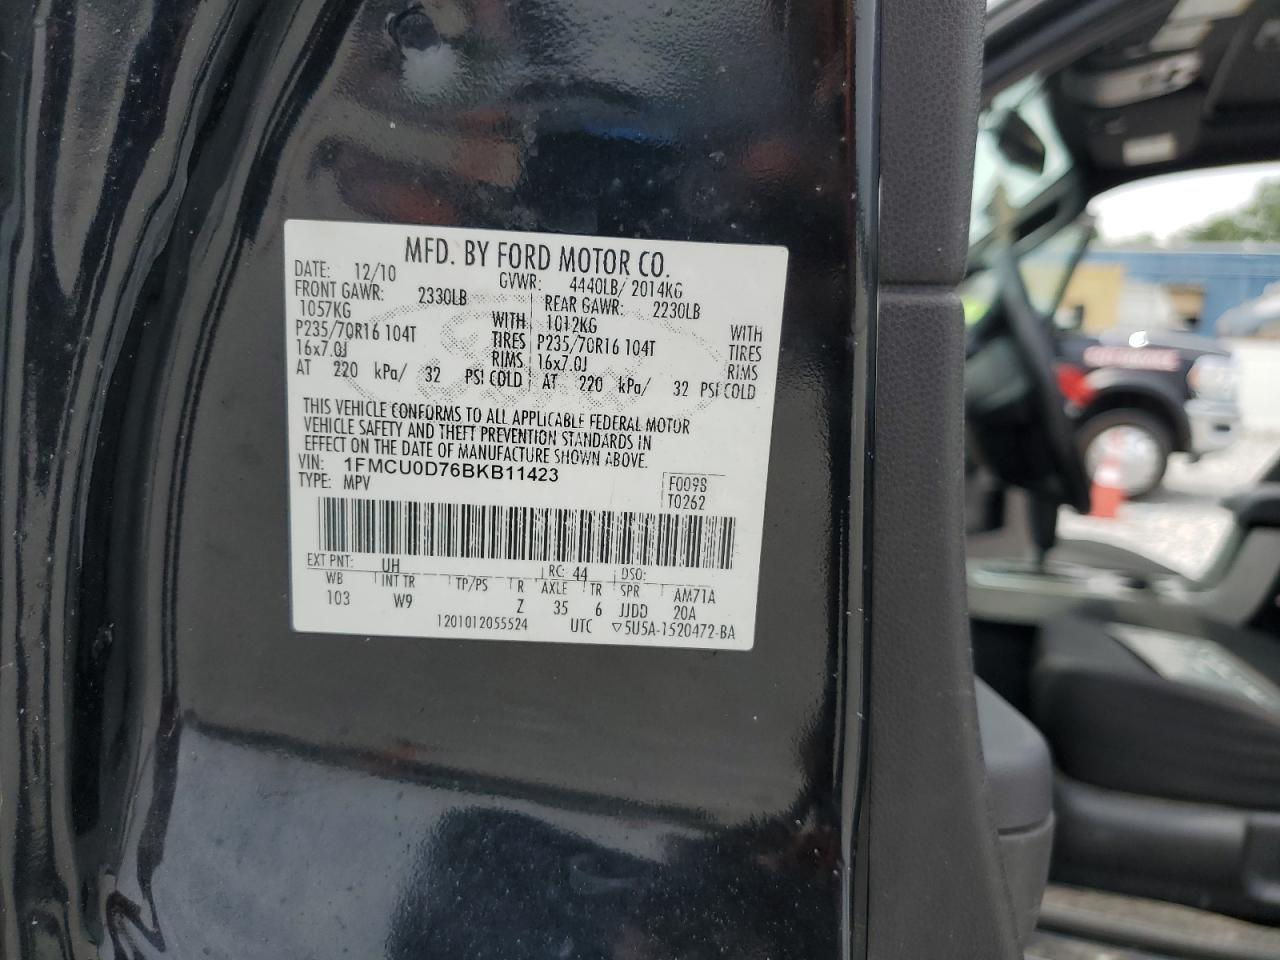 MFD. BY FORD MOTOR CO.
DATE: 12/10 GVWR: 4440LB/ 2014KG
FRONT GAWR: 2330LB REAR GAWR: 2230LB
1057KG WITH 1012KG WITH
P235/70R16 104T TIRES P235/70R16 104T TIRES
16x7.0J RIMS 16x7.0J RIMS
AT 220 kPa/ 32 PSI COLD AT 220 kPa/ 32 PSI COLD
THIS VEHICLE CONFORMS TO ALL APPLICABLE FEDERAL MOTOR
VEHICLE SAFETY AND THEFT PREVENTION STANDARDS IN
EFFECT ON THE DATE OF MANUFACTURE SHOWN ABOVE.
VIN: 1FMCU0D76BKB11423
TYPE: MPV F0098
T0262
EXT PNT: UH RC: 44 DSO:
WB INT TR TP/PS R AXLE TR SPR AM71A
103 W9 Z 35 6 JJDD 20A
1201012055524 UTC ▽5U5A-1520472-BA